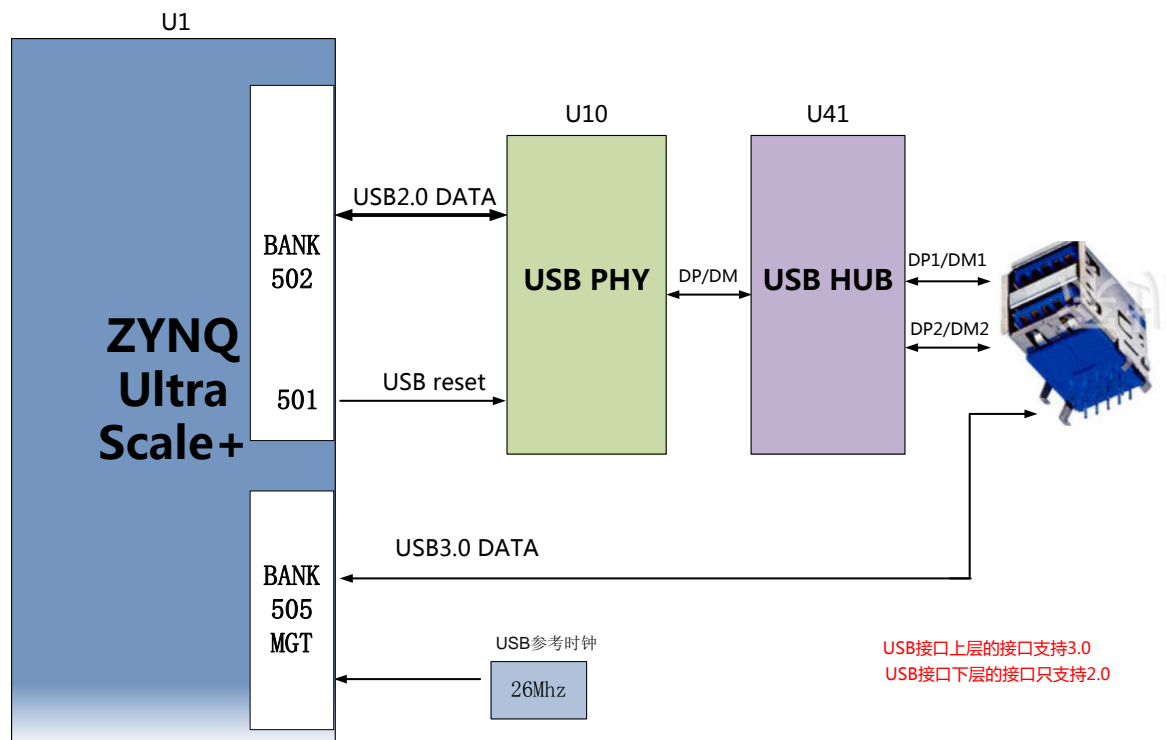 U1
U10
U41
USB2.0 DATA
BANK
502
USB PHY
DP/DM
USB HUB
DP1/DM1
DP2/DM2
ZYNQ
Ultra
Scale+
501
USB reset
USB3.0 DATA
BANK
505
MGT
USB参考时钟
26Mhz
USB接口上层的接口支持3.0
USB接口下层的接口只支持2.0